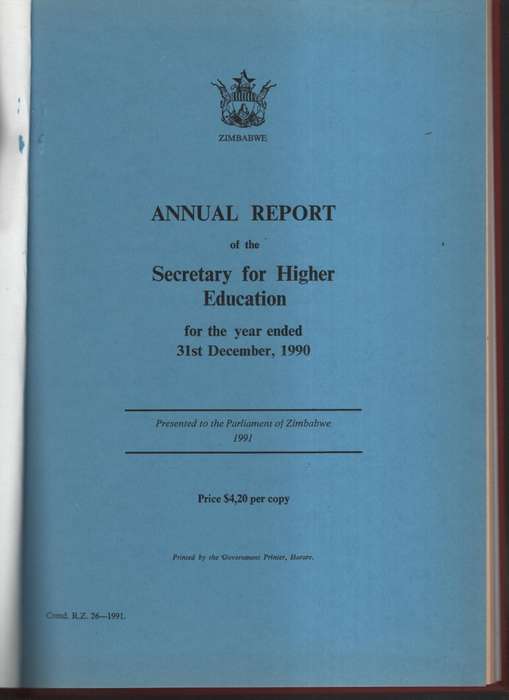 ZIMBABWE
ANNUAL REPORT
of the
Secretary for Higher
Education
for the year ended
31st December, 1990
Presented to the Parliament of Zimbabwe
1991
Price $4,20 per copy
Printed by the Government Printer, Harare.
Cmnd. R.Z. 26—1991.